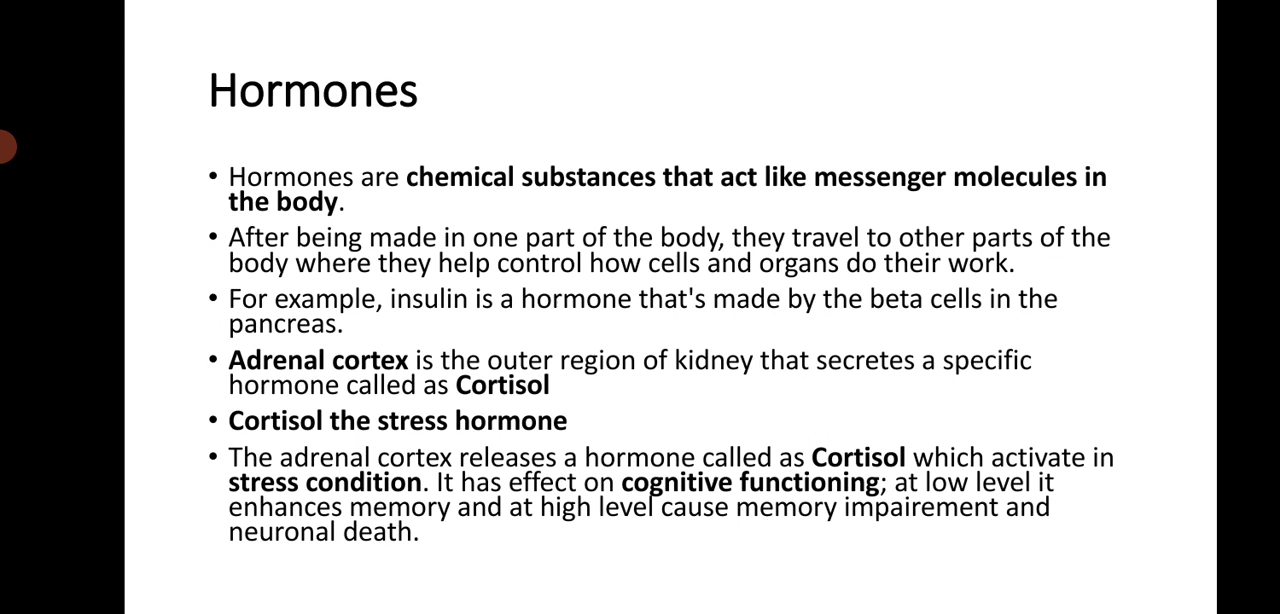 Hormones
• Hormones are chemical substances that act like messenger molecules in
the body.
• After being made in one part of the body, they travel to other parts of the
body where they help control how cells and organs do their work.
• For example, insulin is a hormone that's made by the beta cells in the
pancreas.
• Adrenal cortex is the outer region of kidney that secretes a specific
hormone called as Cortisol
• Cortisol the stress hormone
• The adrenal cortex releases a hormone called as Cortisol which activate in
stress condition. It has effect on cognitive functioning; at low level it
enhances memory and at high level cause memory impairement and
neuronal death.